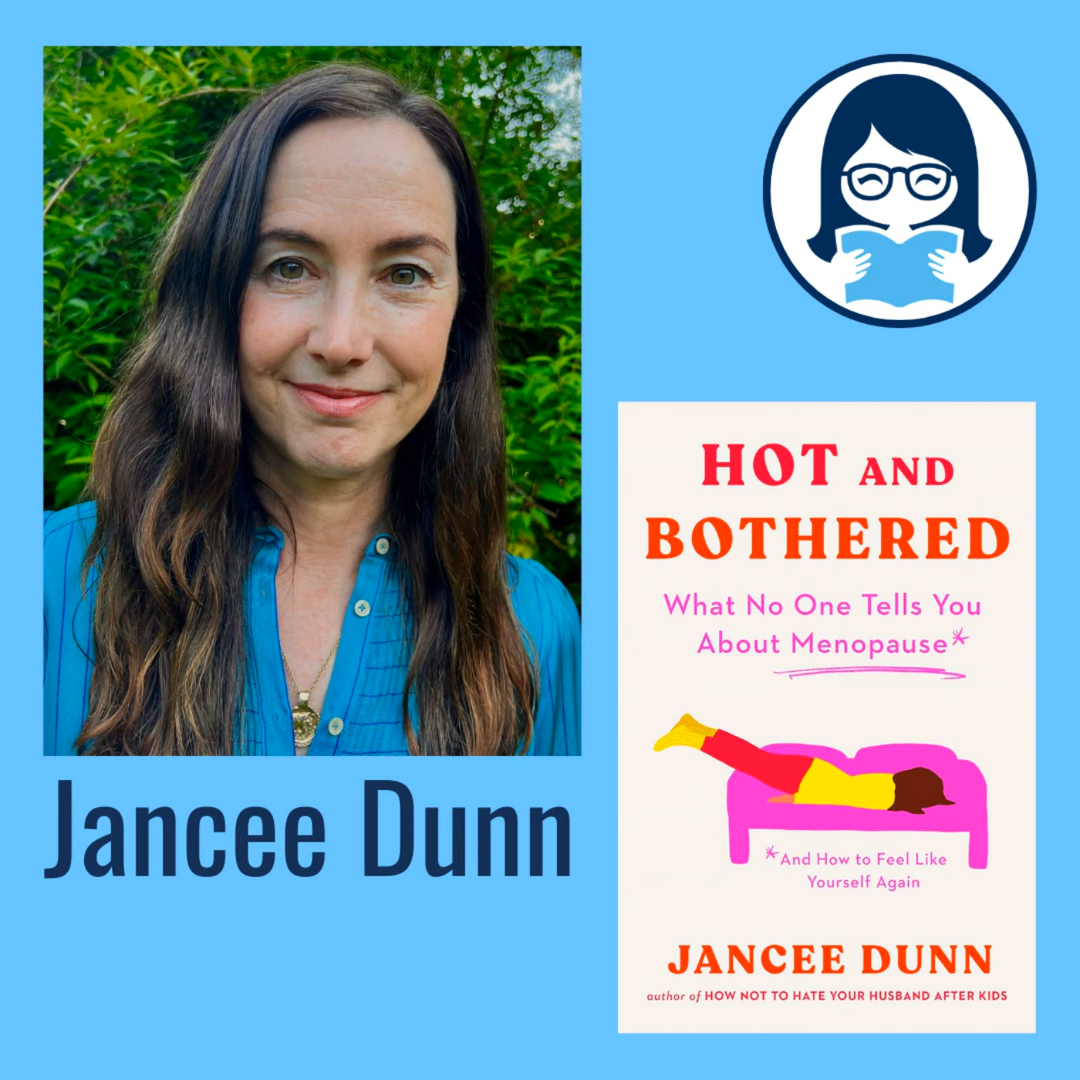 Jancee Dunn
HOT AND
BOTHERED
What No One Tells You
About Menopause*
*And How to Feel Like
Yourself Again
JANCEE DUNN
author of HOW NOT TO HATE YOUR HUSBAND AFTER KIDS